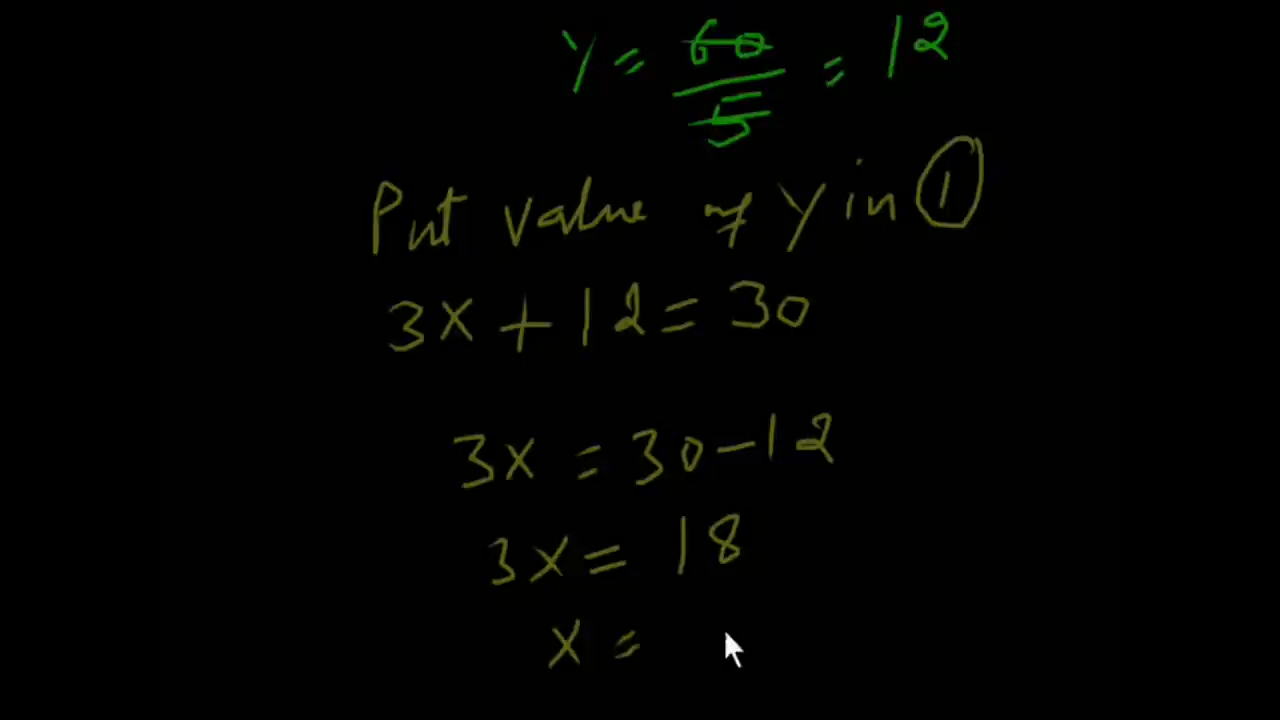 Y = 60/5 = 12
Put value of Y in ①
3x + 12 = 30
3x = 30 - 12
3x = 18
x =